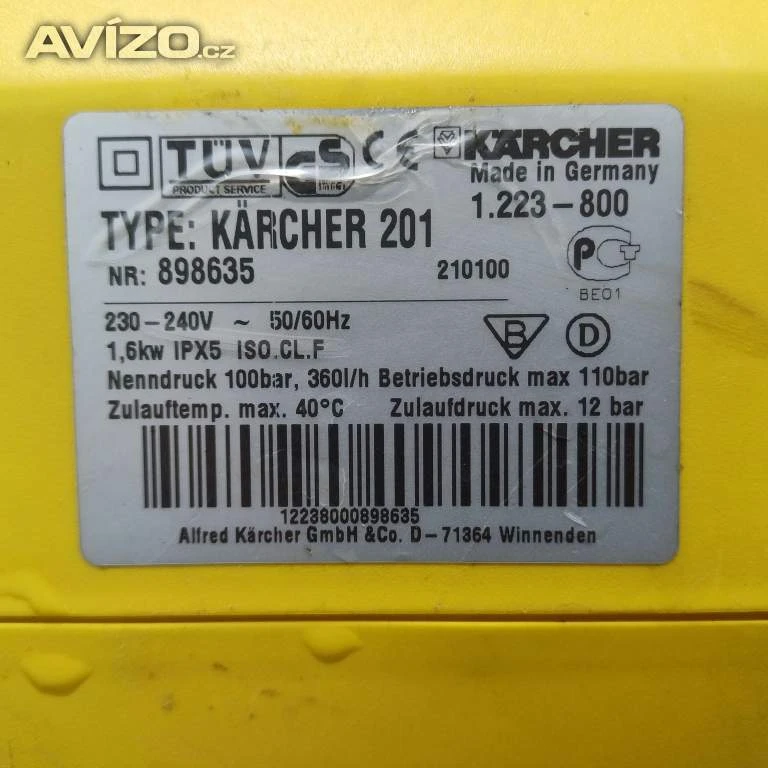 AVÍZO.cz
TÜV
PRODUCT SERVICE
GS
CE
KÄRCHER
Made in Germany
TYPE: KÄRCHER 201
1.223-800
NR: 898635
210100
PCT
BE01
230-240V ~ 50/60Hz
1,6kw IPX5 ISO.CL.F
B
D
Nenndruck 100bar, 360l/h Betriebsdruck max 110bar
Zulauftemp. max. 40°C Zulaufdruck max. 12 bar
12238000898635
Alfred Kärcher GmbH &Co. D-71364 Winnenden